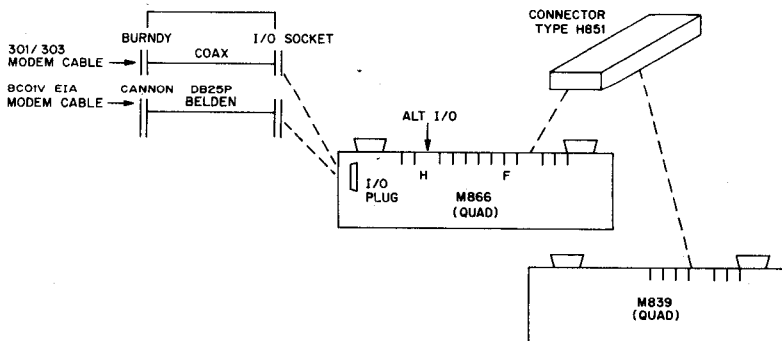 CONNECTOR
TYPE H851
BURNDY
I/O SOCKET
301/303
MODEM CABLE
COAX
8C01V EIA
MODEM CABLE
CANNON
DB25P
BELDEN
ALT I/O
I/O
PLUG
H
F
M866
(QUAD)
M839
(QUAD)